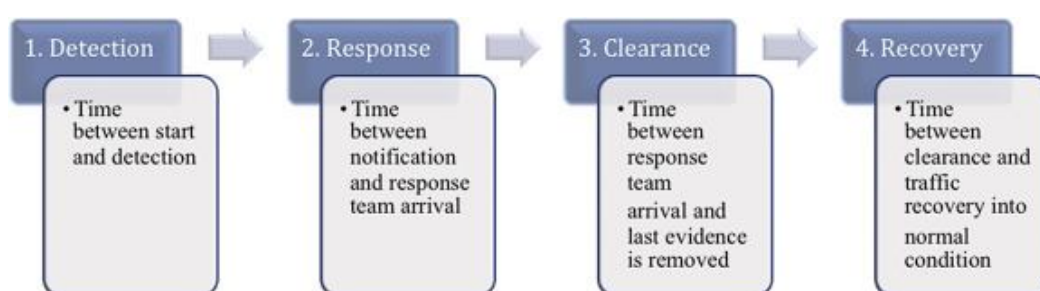 1. Detection
• Time
between start
and detection
2. Response
• Time
between
notification
and response
team arrival
3. Clearance
• Time
between
response
team
arrival and
last evidence
is removed
4. Recovery
• Time
between
clearance and
traffic
recovery into
normal
condition